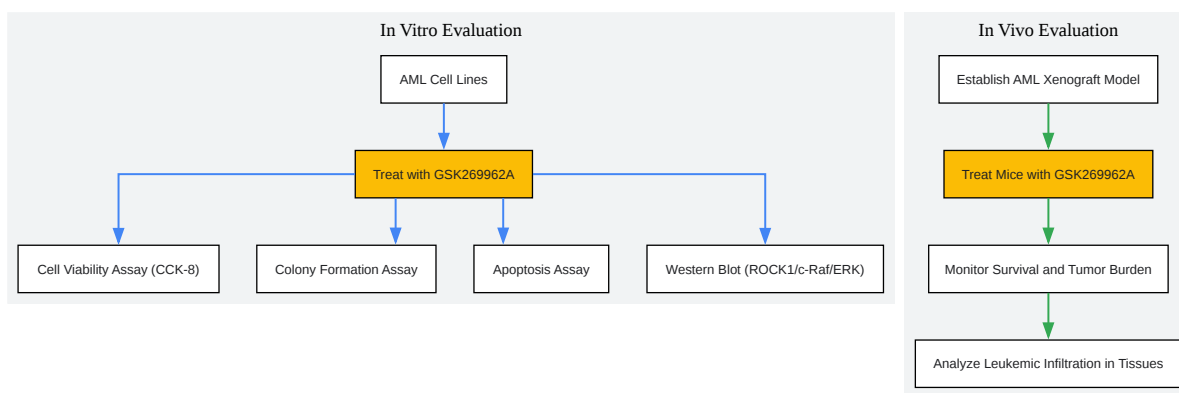 In Vitro Evaluation
AML Cell Lines
Treat with GSK269962A
Cell Viability Assay (CCK-8)
Colony Formation Assay
Apoptosis Assay
Western Blot (ROCK1/c-Raf/ERK)
In Vivo Evaluation
Establish AML Xenograft Model
Treat Mice with GSK269962A
Monitor Survival and Tumor Burden
Analyze Leukemic Infiltration in Tissues